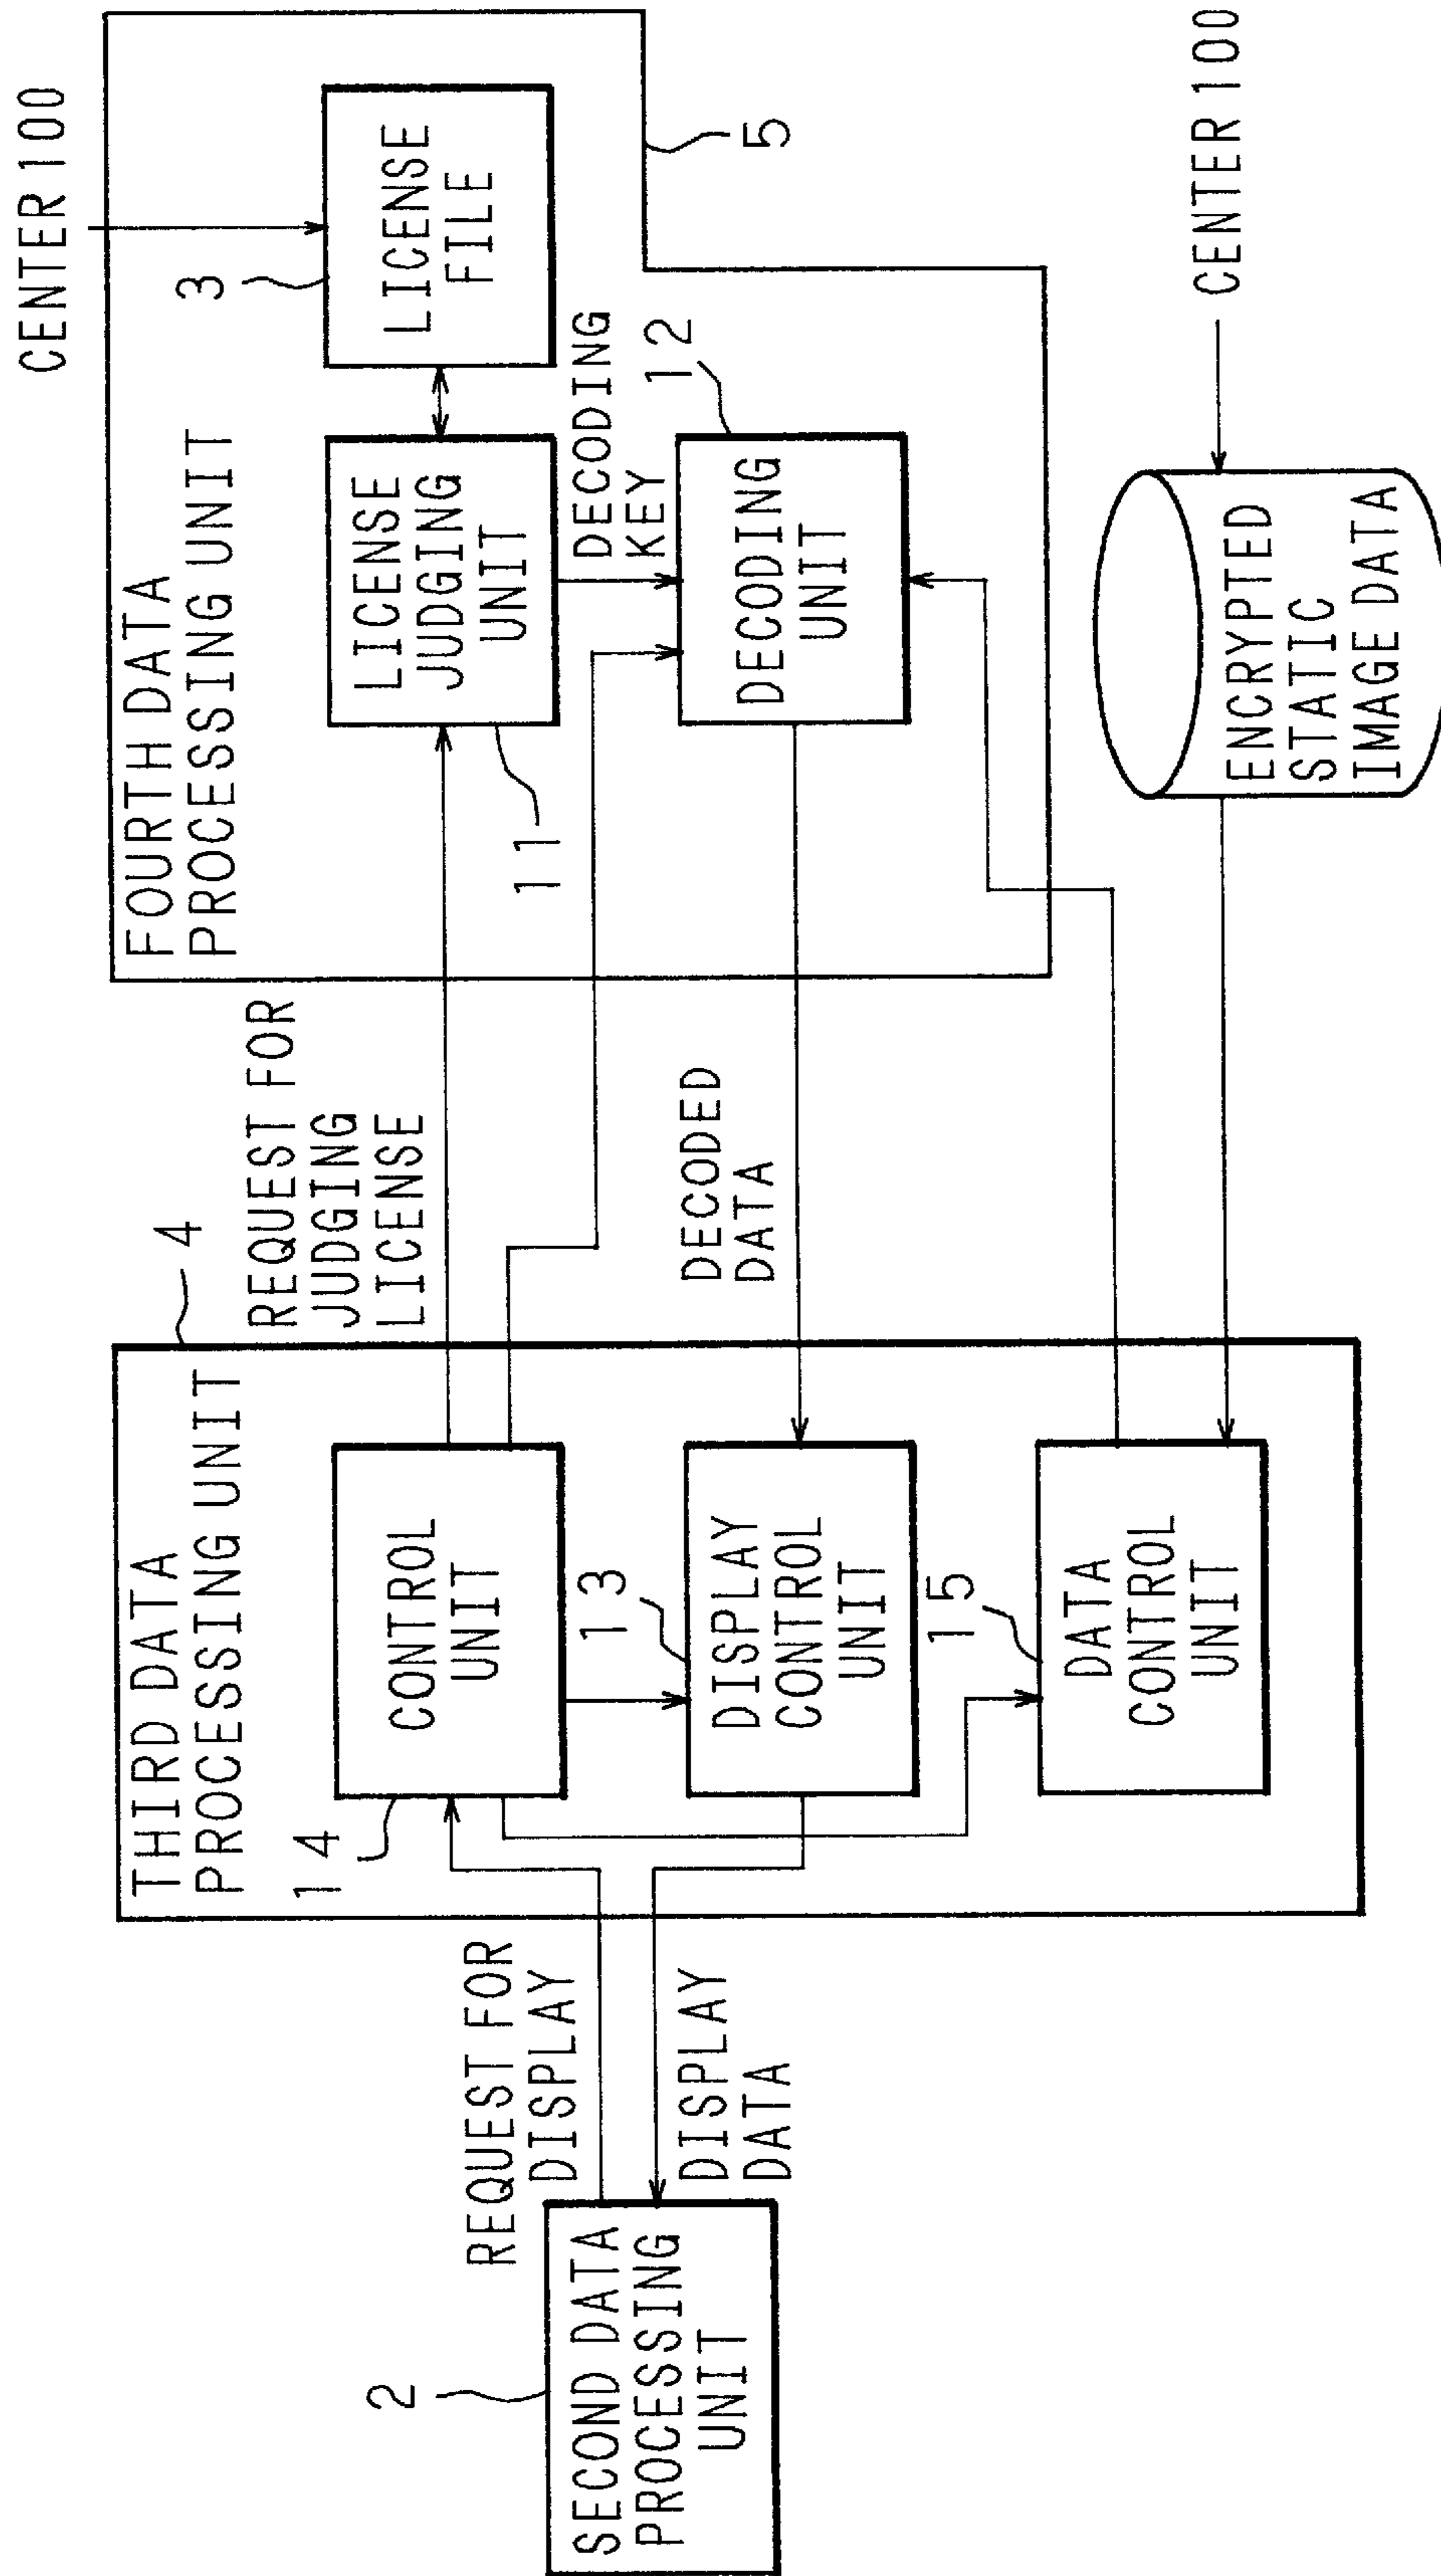 CENTER 100
FOURTH DATA
PROCESSING UNIT
3
LICENSE
FILE
LICENSE
JUDGING
UNIT
11
DECODING
KEY
12
DECODING
UNIT
5
CENTER 100
ENCRYPTED
STATIC
IMAGE DATA
REQUEST FOR
JUDGING
LICENSE
DECODED
DATA
4
THIRD DATA
PROCESSING UNIT
14
CONTROL
UNIT
13
DISPLAY
CONTROL
UNIT
15
DATA
CONTROL
UNIT
REQUEST FOR
DISPLAY
DISPLAY
DATA
2
SECOND DATA
PROCESSING
UNIT